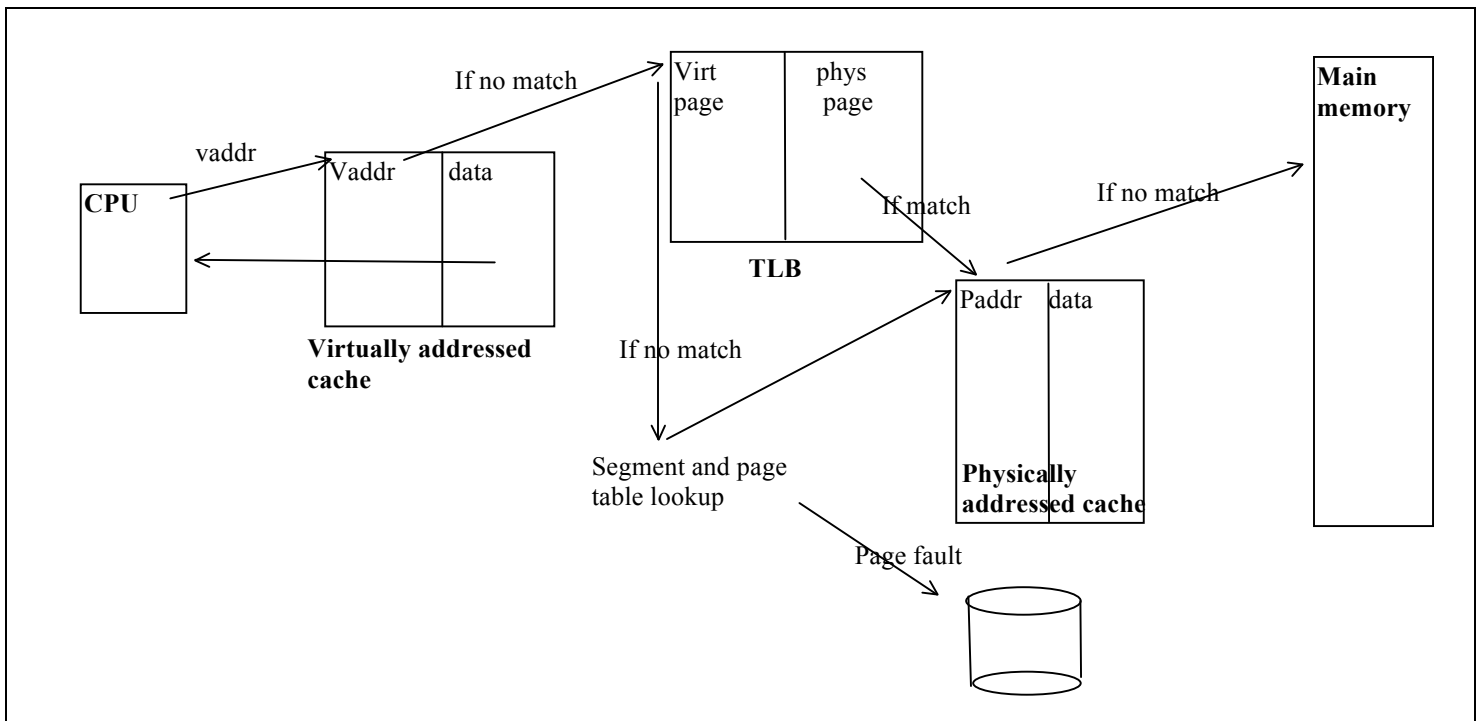 CPU
vaddr
Vaddr
data
Virtually addressed
cache
If no match
Virt
page
phys
page
TLB
If match
If no match
Segment and page
table lookup
Page fault
Paddr
data
Physically
addressed cache
If no match
Main
memory